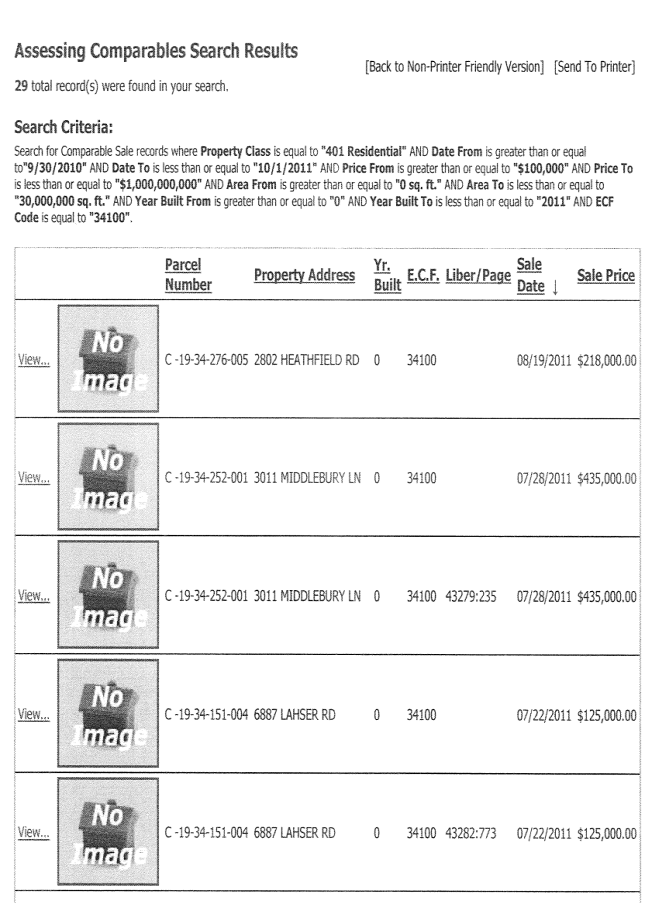 Assessing Comparables Search Results
[Back to Non-Printer Friendly Version] [Send To Printer]
29 total record(s) were found in your search.
Search Criteria:
Search for Comparable Sale records where Property Class is equal to "401 Residential" AND Date From is greater than or equal
to"9/30/2010" AND Date To is less than or equal to "10/1/2011" AND Price From is greater than or equal to "$100,000" AND Price To
is less than or equal to "$1,000,000,000" AND Area From is greater than or equal to "0 sq. ft." AND Area To is less than or equal to
"30,000,000 sq. ft." AND Year Built From is greater than or equal to "0" AND Year Built To is less than or equal to "2011" AND ECF
Code is equal to "34100".
Parcel Number Property Address Yr. Built E.C.F. Liber/Page Sale Date ↓ Sale Price
View... No Image C -19-34-276-005 2802 HEATHFIELD RD 0 34100 08/19/2011 $218,000.00
View... No Image C -19-34-252-001 3011 MIDDLEBURY LN 0 34100 07/28/2011 $435,000.00
View... No Image C -19-34-252-001 3011 MIDDLEBURY LN 0 34100 43279:235 07/28/2011 $435,000.00
View... No Image C -19-34-151-004 6887 LAHSER RD 0 34100 07/22/2011 $125,000.00
View... No Image C -19-34-151-004 6887 LAHSER RD 0 34100 43282:773 07/22/2011 $125,000.00